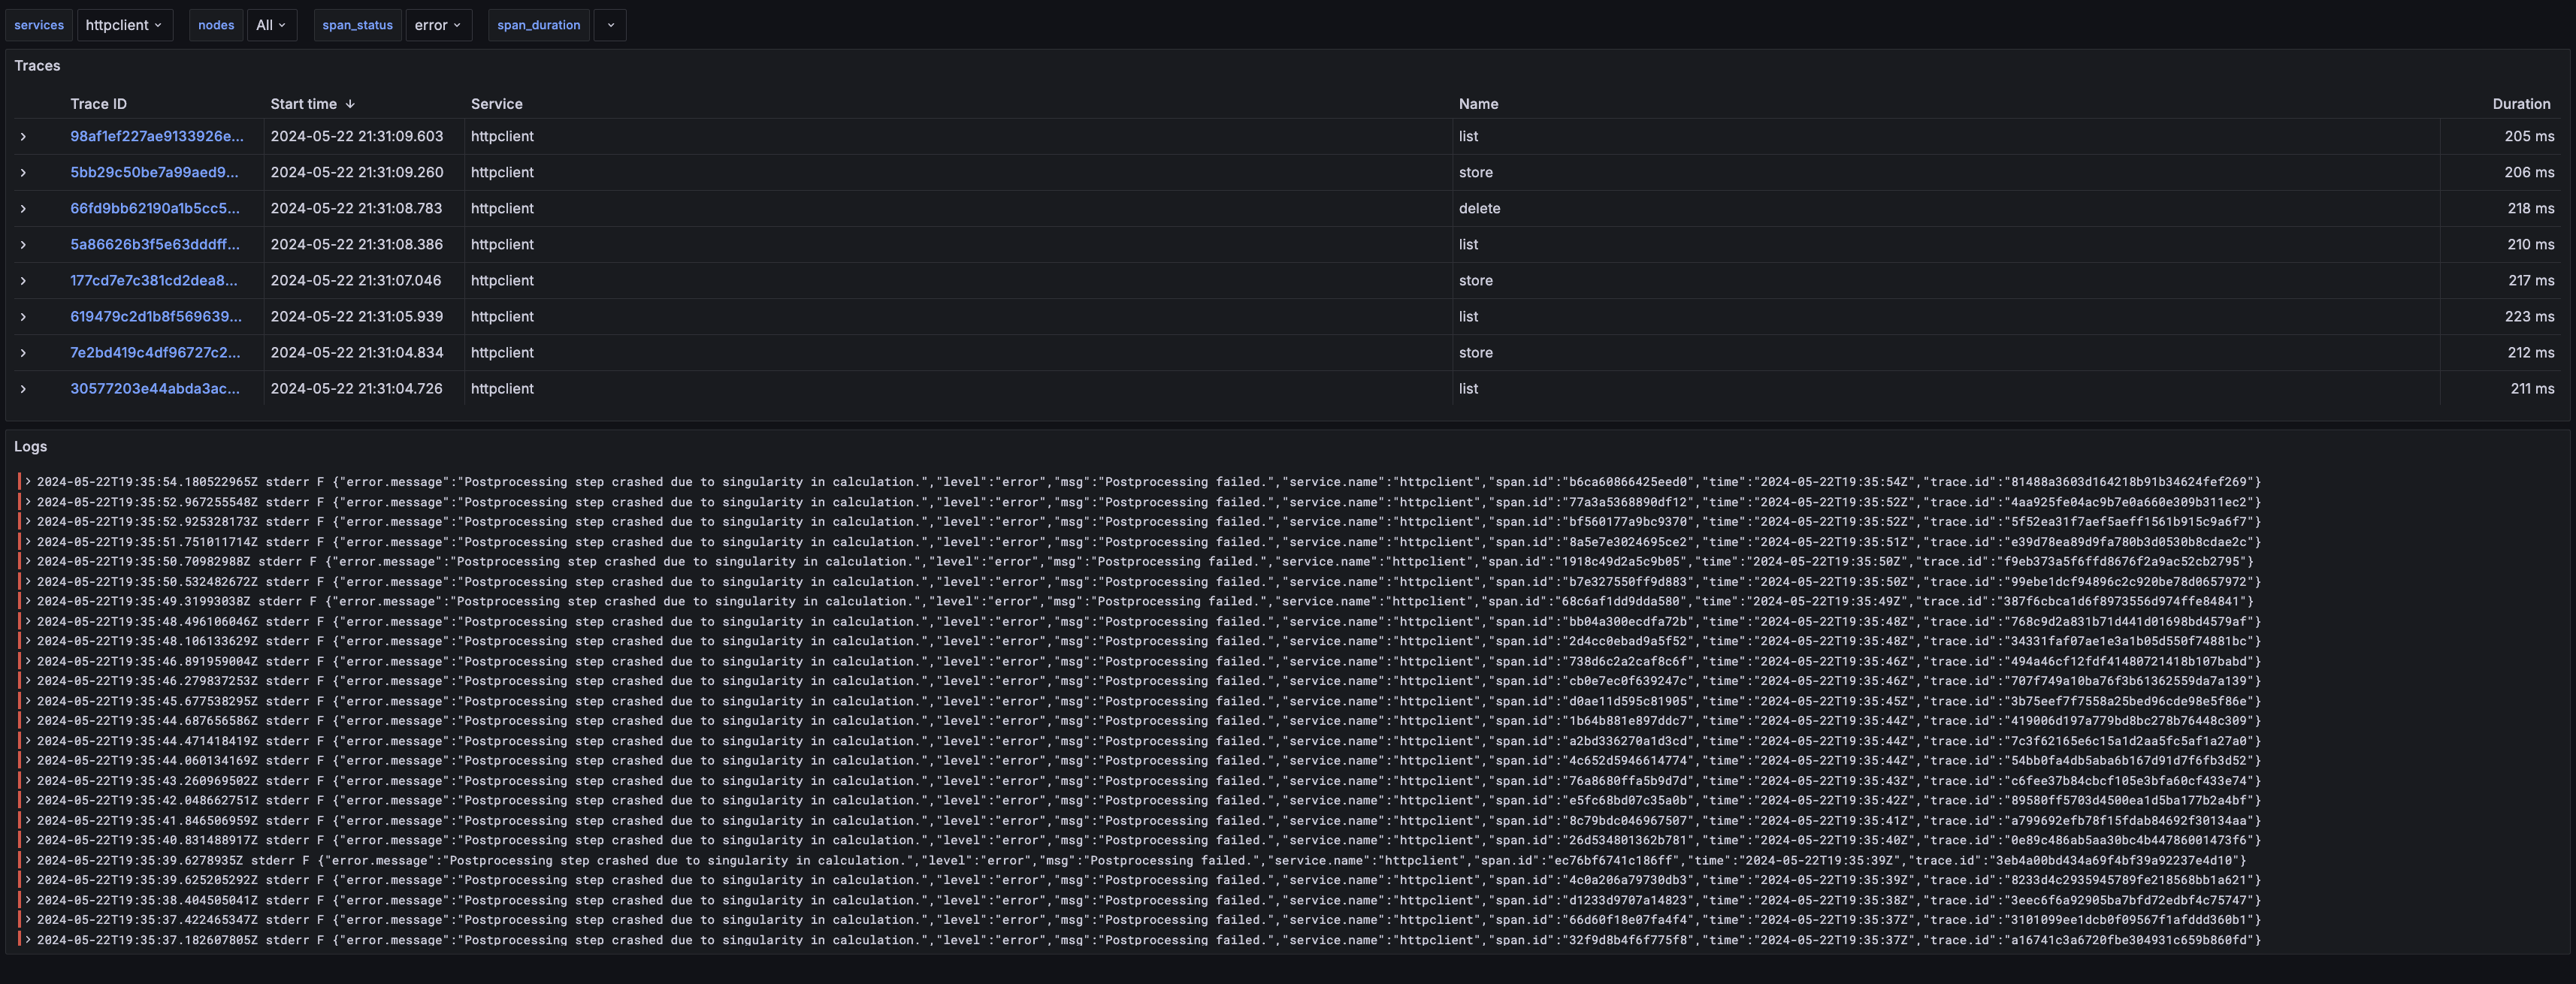 services httpclient nodes All span_status error span_duration
Traces
Trace ID Start time Service Name Duration
98af1ef227ae9133926e... 2024-05-22 21:31:09.603 httpclient list 205 ms
5bb29c50be7a99aed9... 2024-05-22 21:31:09.260 httpclient store 206 ms
66fd9bb62190a1b5cc5... 2024-05-22 21:31:08.783 httpclient delete 218 ms
5a86626b3f5e63dddff... 2024-05-22 21:31:08.386 httpclient list 210 ms
177cd7e7c381cd2dea8... 2024-05-22 21:31:07.046 httpclient store 217 ms
619479c2d1b8f569639... 2024-05-22 21:31:05.939 httpclient list 223 ms
7e2bd419c4df96727c2... 2024-05-22 21:31:04.834 httpclient store 212 ms
30577203e44abda3ac... 2024-05-22 21:31:04.726 httpclient list 211 ms
Logs
2024-05-22T19:35:54.180522965Z stderr F {"error.message":"Postprocessing step crashed due to singularity in calculation.","level":"error","msg":"Postprocessing failed.","service.name":"httpclient","span.id":"b6ca60866425eed0","time":"2024-05-22T19:35:54Z","trace.id":"81488a3603d164218b91b34624fef269"}
2024-05-22T19:35:52.967255548Z stderr F {"error.message":"Postprocessing step crashed due to singularity in calculation.","level":"error","msg":"Postprocessing failed.","service.name":"httpclient","span.id":"77a3a5368890df12","time":"2024-05-22T19:35:52Z","trace.id":"4aa925fe04ac9b7e0a660e309b311ec2"}
2024-05-22T19:35:52.925328173Z stderr F {"error.message":"Postprocessing step crashed due to singularity in calculation.","level":"error","msg":"Postprocessing failed.","service.name":"httpclient","span.id":"bf560177a9bc9370","time":"2024-05-22T19:35:52Z","trace.id":"5f52ea31f7aef5aeff1561b915c9a6f7"}
2024-05-22T19:35:51.751011714Z stderr F {"error.message":"Postprocessing step crashed due to singularity in calculation.","level":"error","msg":"Postprocessing failed.","service.name":"httpclient","span.id":"8a5e7e3024695ce2","time":"2024-05-22T19:35:51Z","trace.id":"e39d78ea89d9fa780b3d0530b8cdae2c"}
2024-05-22T19:35:50.70982988Z stderr F {"error.message":"Postprocessing step crashed due to singularity in calculation.","level":"error","msg":"Postprocessing failed.","service.name":"httpclient","span.id":"1918c49d2a5c9b05","time":"2024-05-22T19:35:50Z","trace.id":"f9eb373a5f6ffd8676f2a9ac52cb2795"}
2024-05-22T19:35:50.532482672Z stderr F {"error.message":"Postprocessing step crashed due to singularity in calculation.","level":"error","msg":"Postprocessing failed.","service.name":"httpclient","span.id":"b7e327550ff9d883","time":"2024-05-22T19:35:50Z","trace.id":"99ebe1dcf94896c2c920be78d0657972"}
2024-05-22T19:35:49.31993038Z stderr F {"error.message":"Postprocessing step crashed due to singularity in calculation.","level":"error","msg":"Postprocessing failed.","service.name":"httpclient","span.id":"68c6af1dd9dda580","time":"2024-05-22T19:35:49Z","trace.id":"387f6cbca1d6f8973556d974ffe84841"}
2024-05-22T19:35:48.496106046Z stderr F {"error.message":"Postprocessing step crashed due to singularity in calculation.","level":"error","msg":"Postprocessing failed.","service.name":"httpclient","span.id":"bb04a300ecdfa72b","time":"2024-05-22T19:35:48Z","trace.id":"768c9d2a831b71d441d01698bd4579af"}
2024-05-22T19:35:48.106133629Z stderr F {"error.message":"Postprocessing step crashed due to singularity in calculation.","level":"error","msg":"Postprocessing failed.","service.name":"httpclient","span.id":"2d4cc0ebad9a5f52","time":"2024-05-22T19:35:48Z","trace.id":"34331faf07ae1e3a1b05d550f74881bc"}
2024-05-22T19:35:46.891959004Z stderr F {"error.message":"Postprocessing step crashed due to singularity in calculation.","level":"error","msg":"Postprocessing failed.","service.name":"httpclient","span.id":"738d6c2a2caf8c6f","time":"2024-05-22T19:35:46Z","trace.id":"494a46cf12fdf41480721418b107babd"}
2024-05-22T19:35:46.279837253Z stderr F {"error.message":"Postprocessing step crashed due to singularity in calculation.","level":"error","msg":"Postprocessing failed.","service.name":"httpclient","span.id":"cb0e7ec0f639247c","time":"2024-05-22T19:35:46Z","trace.id":"707f749a10ba76f3b61362559da7a139"}
2024-05-22T19:35:45.677538295Z stderr F {"error.message":"Postprocessing step crashed due to singularity in calculation.","level":"error","msg":"Postprocessing failed.","service.name":"httpclient","span.id":"d0ae11d595c81905","time":"2024-05-22T19:35:45Z","trace.id":"3b75eef7f7558a25bed96cde98e5f86e"}
2024-05-22T19:35:44.687656586Z stderr F {"error.message":"Postprocessing step crashed due to singularity in calculation.","level":"error","msg":"Postprocessing failed.","service.name":"httpclient","span.id":"1b64b881e897ddc7","time":"2024-05-22T19:35:44Z","trace.id":"419006d197a779bd8bc278b76448c309"}
2024-05-22T19:35:44.471418419Z stderr F {"error.message":"Postprocessing step crashed due to singularity in calculation.","level":"error","msg":"Postprocessing failed.","service.name":"httpclient","span.id":"a2bd336270a1d3cd","time":"2024-05-22T19:35:44Z","trace.id":"7c3f62165e6c15a1d2aa5fc5af1a27a0"}
2024-05-22T19:35:44.060134169Z stderr F {"error.message":"Postprocessing step crashed due to singularity in calculation.","level":"error","msg":"Postprocessing failed.","service.name":"httpclient","span.id":"4c652d5946614774","time":"2024-05-22T19:35:44Z","trace.id":"54bb0fa4db5aba6b167d91d7f6fb3d52"}
2024-05-22T19:35:43.260969502Z stderr F {"error.message":"Postprocessing step crashed due to singularity in calculation.","level":"error","msg":"Postprocessing failed.","service.name":"httpclient","span.id":"76a8680ffa5b9d7d","time":"2024-05-22T19:35:43Z","trace.id":"c6fee37b84cbcf105e3bfa60cf433e74"}
2024-05-22T19:35:42.048662751Z stderr F {"error.message":"Postprocessing step crashed due to singularity in calculation.","level":"error","msg":"Postprocessing failed.","service.name":"httpclient","span.id":"e5fc68bd07c35a0b","time":"2024-05-22T19:35:42Z","trace.id":"89580ff5703d4500ea1d5ba177b2a4bf"}
2024-05-22T19:35:41.846506959Z stderr F {"error.message":"Postprocessing step crashed due to singularity in calculation.","level":"error","msg":"Postprocessing failed.","service.name":"httpclient","span.id":"8c79bdc046967507","time":"2024-05-22T19:35:41Z","trace.id":"a799692efb78f15fdab84692f30134aa"}
2024-05-22T19:35:40.831488917Z stderr F {"error.message":"Postprocessing step crashed due to singularity in calculation.","level":"error","msg":"Postprocessing failed.","service.name":"httpclient","span.id":"26d534801362b781","time":"2024-05-22T19:35:40Z","trace.id":"0e89c486ab5aa30bc4b44786001473f6"}
2024-05-22T19:35:39.6278935Z stderr F {"error.message":"Postprocessing step crashed due to singularity in calculation.","level":"error","msg":"Postprocessing failed.","service.name":"httpclient","span.id":"ec76bf6741c186ff","time":"2024-05-22T19:35:39Z","trace.id":"3eb4a00bd434a69f4bf39a92237e4d10"}
2024-05-22T19:35:39.625205292Z stderr F {"error.message":"Postprocessing step crashed due to singularity in calculation.","level":"error","msg":"Postprocessing failed.","service.name":"httpclient","span.id":"4c0a206a79730db3","time":"2024-05-22T19:35:39Z","trace.id":"8233d4c2935945789fe218568bb1a621"}
2024-05-22T19:35:38.404505041Z stderr F {"error.message":"Postprocessing step crashed due to singularity in calculation.","level":"error","msg":"Postprocessing failed.","service.name":"httpclient","span.id":"d1233d9707a14823","time":"2024-05-22T19:35:38Z","trace.id":"3eec6f6a92905ba7bfd72edbf4c75747"}
2024-05-22T19:35:37.422465347Z stderr F {"error.message":"Postprocessing step crashed due to singularity in calculation.","level":"error","msg":"Postprocessing failed.","service.name":"httpclient","span.id":"66d60f18e07fa4f4","time":"2024-05-22T19:35:37Z","trace.id":"3101099ee1dcb0f09567f1afddd360b1"}
2024-05-22T19:35:37.182607805Z stderr F {"error.message":"Postprocessing step crashed due to singularity in calculation.","level":"error","msg":"Postprocessing failed.","service.name":"httpclient","span.id":"32f9d8b4f6f775f8","time":"2024-05-22T19:35:37Z","trace.id":"a16741c3a6720fbe304931c659b860fd"}